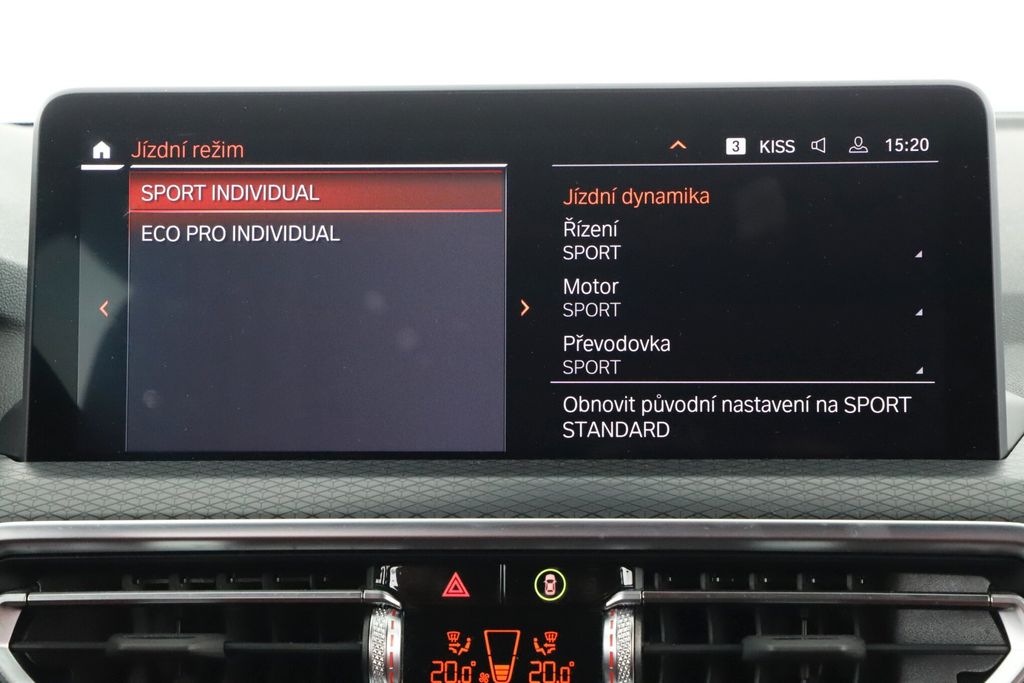 Jízdní režim
3 KISS 15:20
SPORT INDIVIDUAL
ECO PRO INDIVIDUAL
Jízdní dynamika
Řízení
SPORT
Motor
SPORT
Převodovka
SPORT
Obnovit původní nastavení na SPORT
STANDARD
20.0° 20.0°